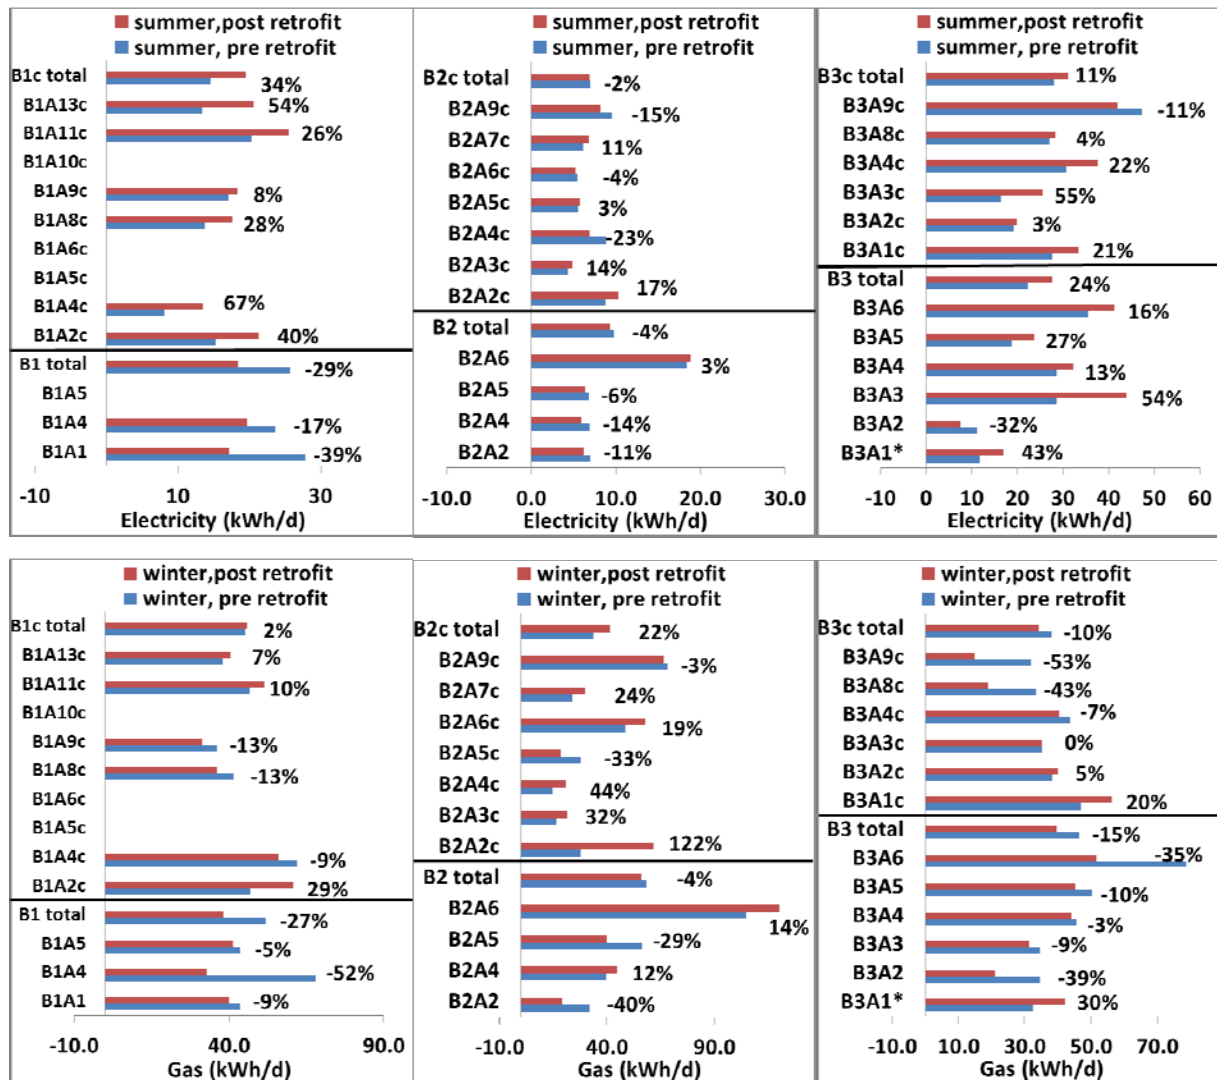 summer,post retrofit
summer, pre retrofit
B1c total 34%
B1A13c 54%
B1A11c 26%
B1A10c
B1A9c 8%
B1A8c 28%
B1A6c
B1A5c
B1A4c 67%
B1A2c 40%
B1 total -29%
B1A5
B1A4 -17%
B1A1 -39%
-10 10 30
Electricity (kWh/d)
summer,post retrofit
summer, pre retrofit
B2c total -2%
B2A9c -15%
B2A7c 11%
B2A6c -4%
B2A5c 3%
B2A4c -23%
B2A3c 14%
B2A2c 17%
B2 total -4%
B2A6 3%
B2A5 -6%
B2A4 -14%
B2A2 -11%
-10.0 0.0 10.0 20.0 30.0
Electricity (kWh/d)
summer,post retrofit
summer, pre retrofit
B3c total 11%
B3A9c -11%
B3A8c 4%
B3A4c 22%
B3A3c 55%
B3A2c 3%
B3A1c 21%
B3 total 24%
B3A6 16%
B3A5 27%
B3A4 13%
B3A3 54%
B3A2 -32%
B3A1* 43%
-10 0 10 20 30 40 50 60
Electricity (kWh/d)
winter,post retrofit
winter, pre retrofit
B1c total 2%
B1A13c 7%
B1A11c 10%
B1A10c
B1A9c -13%
B1A8c -13%
B1A6c
B1A5c
B1A4c -9%
B1A2c 29%
B1 total -27%
B1A5 -5%
B1A4 -52%
B1A1 -9%
-10.0 40.0 90.0
Gas (kWh/d)
winter,post retrofit
winter, pre retrofit
B2c total 22%
B2A9c -3%
B2A7c 24%
B2A6c 19%
B2A5c -33%
B2A4c 44%
B2A3c 32%
B2A2c 122%
B2 total -4%
B2A6 14%
B2A5 -29%
B2A4 12%
B2A2 -40%
-10.0 40.0 90.0
Gas (kWh/d)
winter,post retrofit
winter, pre retrofit
B3c total -10%
B3A9c -53%
B3A8c -43%
B3A4c -7%
B3A3c 0%
B3A2c 5%
B3A1c 20%
B3 total -15%
B3A6 -35%
B3A5 -10%
B3A4 -3%
B3A3 -9%
B3A2 -39%
B3A1* 30%
-10.0 10.0 30.0 50.0 70.0
Gas (kWh/d)